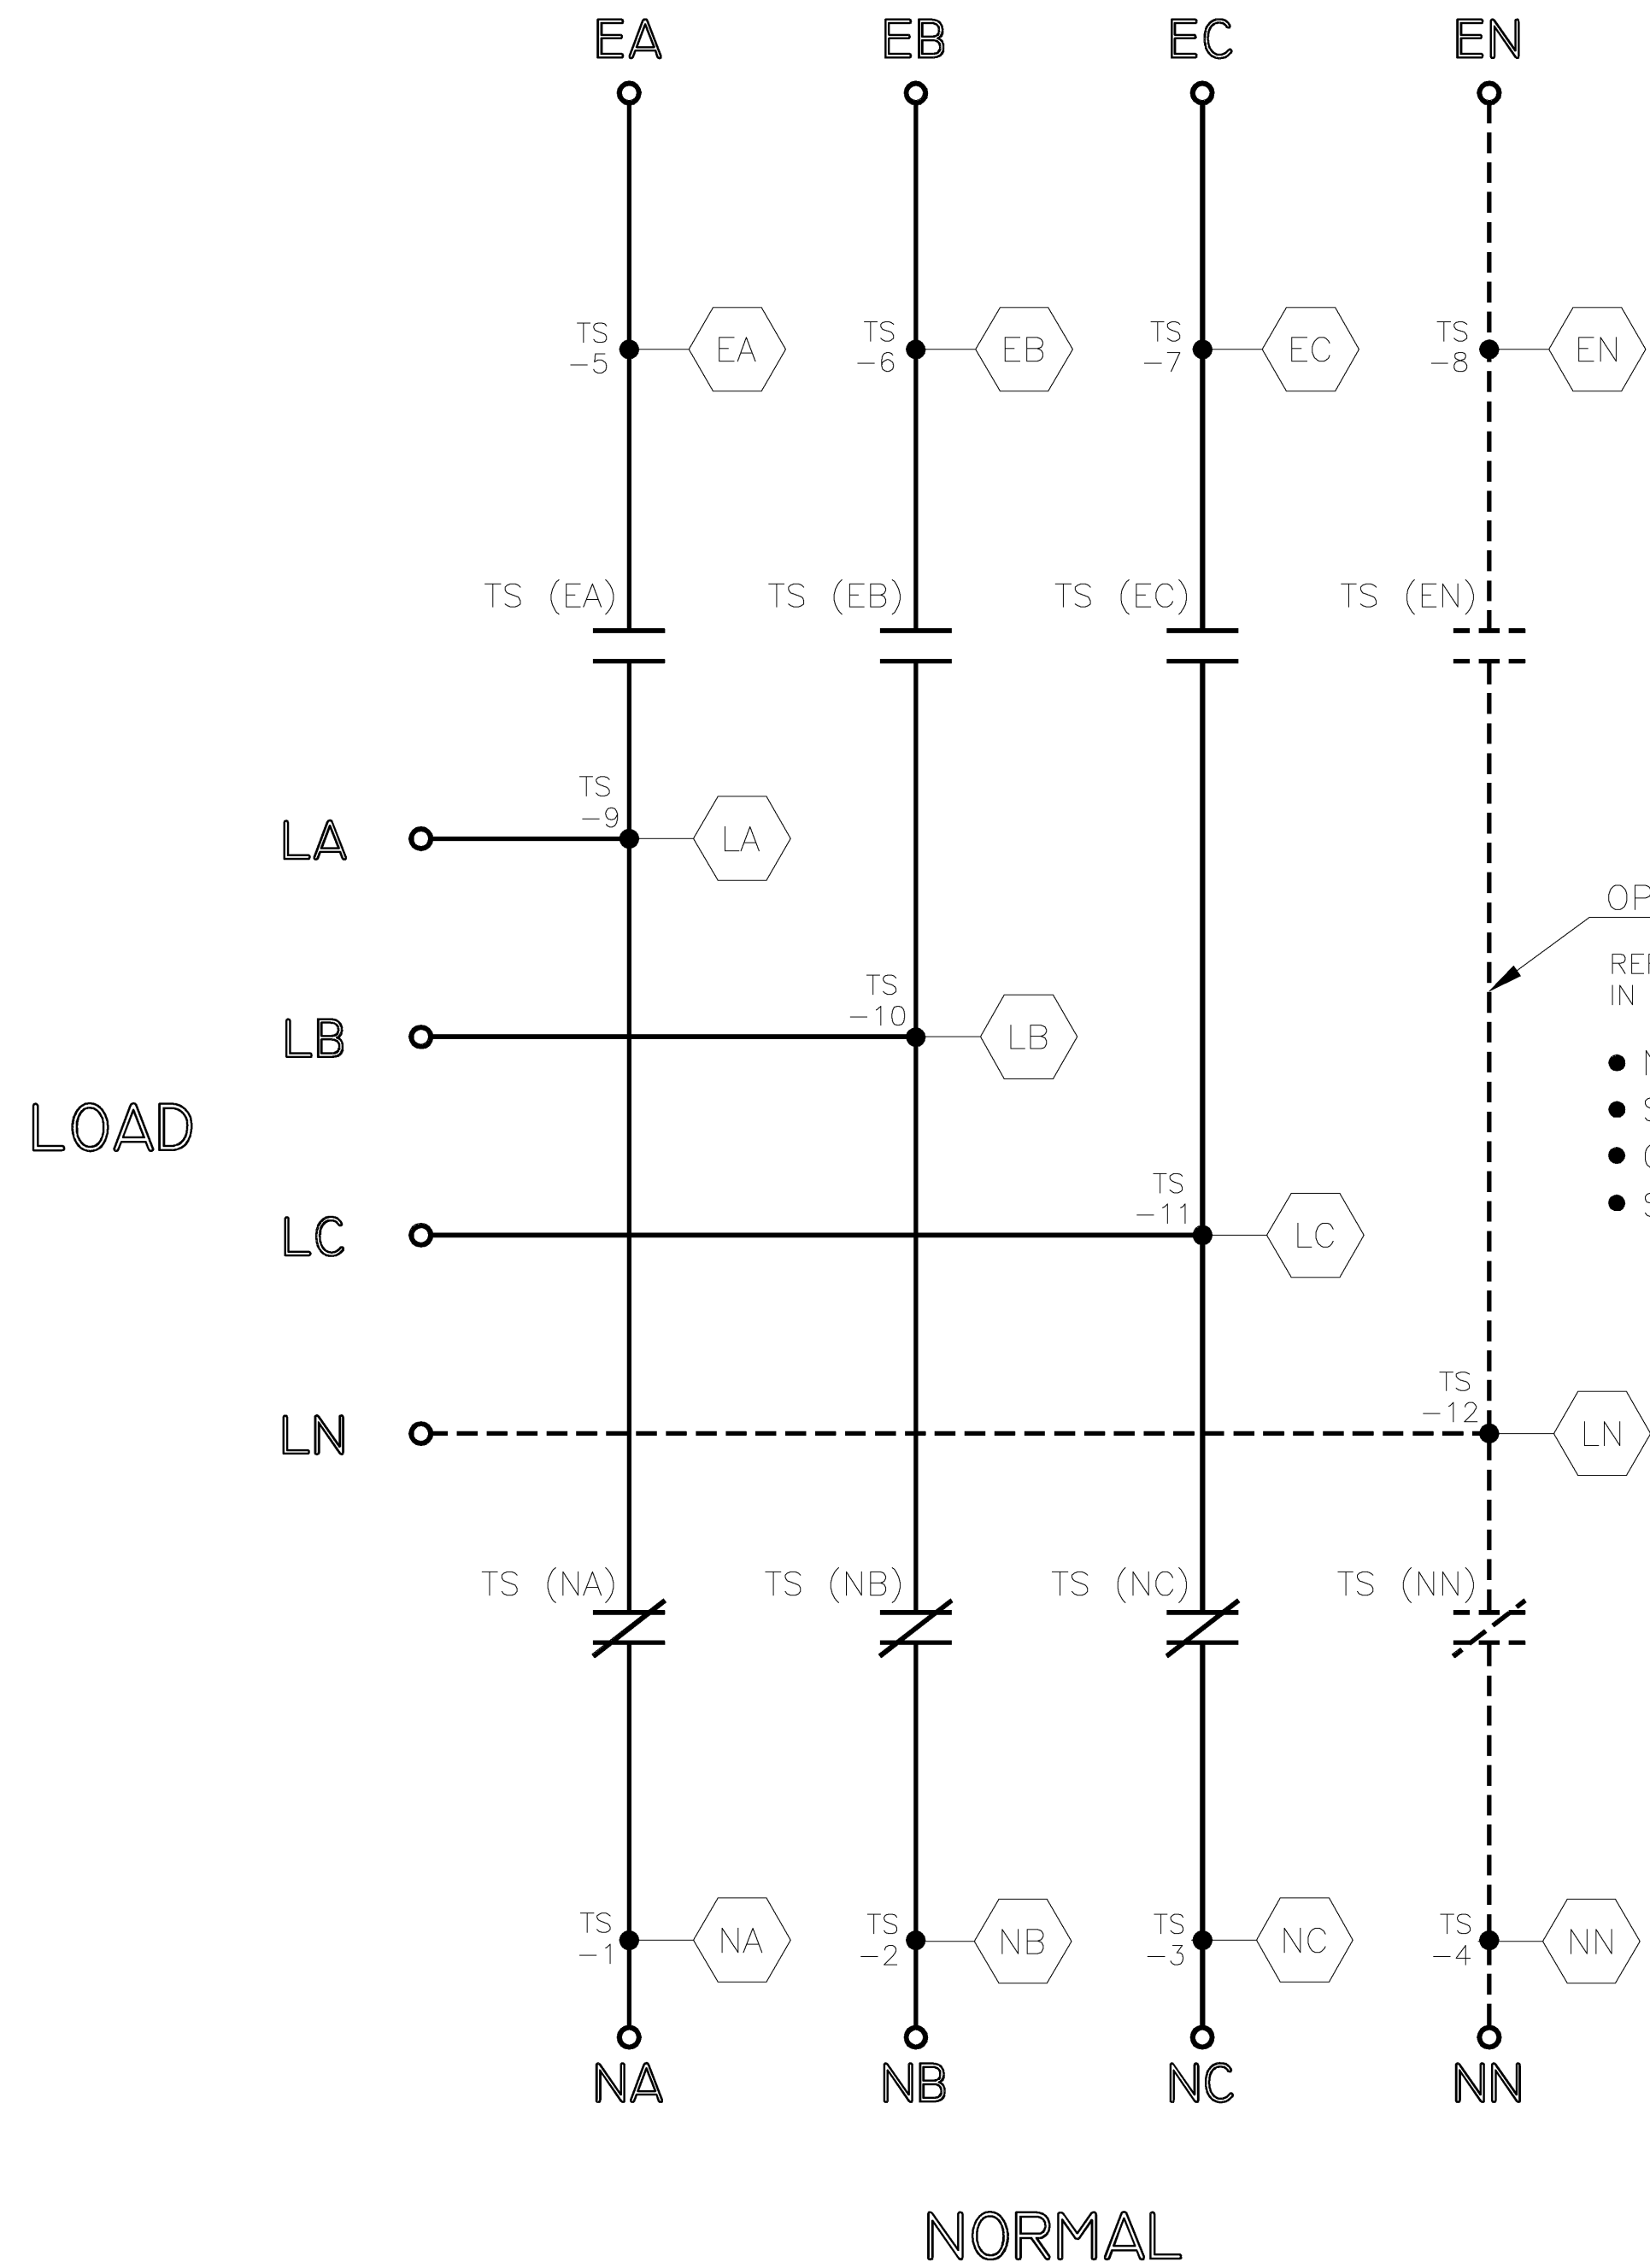 EA EB EC EN
TS TS TS TS
-5 -6 -7 -8
EA EB EC EN
TS (EA) TS (EB) TS (EC) TS (EN)
TS
-9
LA LA
IN
TS
-10
LB LB
LOAD
TS
-11
LC LC
TS
-12
LN LN
TS (NA) TS (NB) TS (NC) TS (NN)
TS TS TS TS
-1 -2 -3 -4
NA NB NC NN
NA NB NC NN
NORMAL